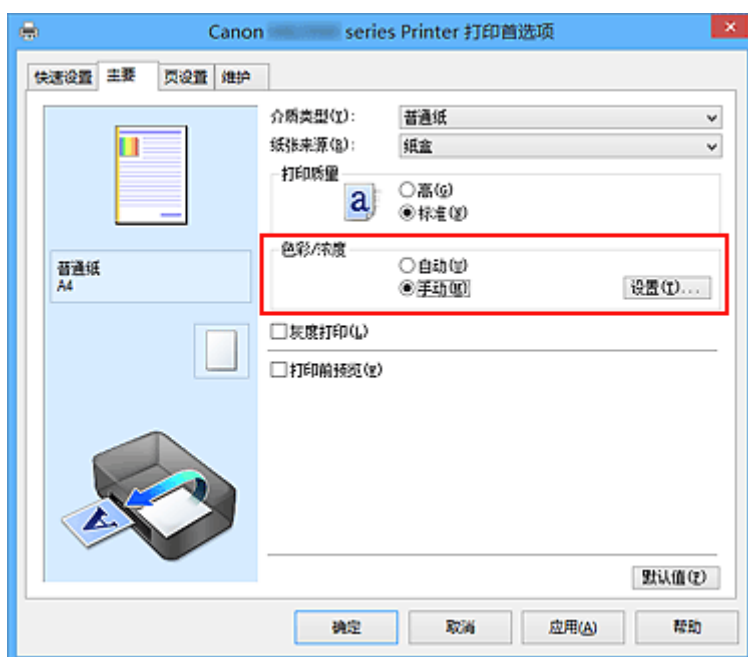 Canon series Printer 打印首选项
快速设置 主要 页设置 维护
介质类型(Y): 普通纸
纸张来源(B): 纸盒
打印质量
a
高(G)
标准(X)
色彩/浓度
自动(U)
手动(M) 设置(T)...
普通纸
A4
灰度打印(L)
打印前预览(E)
A
默认值(F)
确定 取消 应用(A) 帮助